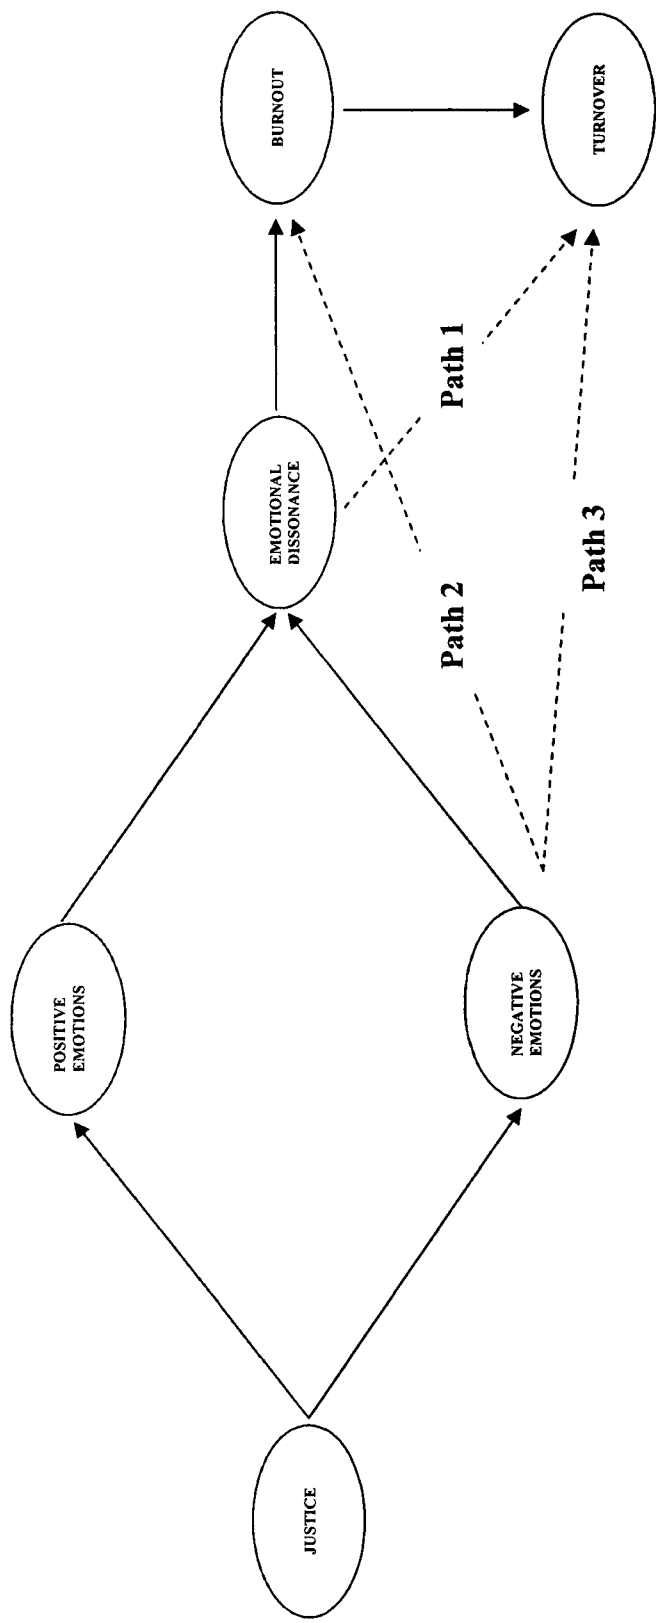 JUSTICE
POSITIVE
EMOTIONS
NEGATIVE
EMOTIONS
EMOTIONAL
DISSONANCE
BURNOUT
TURNOVER
Path 1
Path 2
Path 3